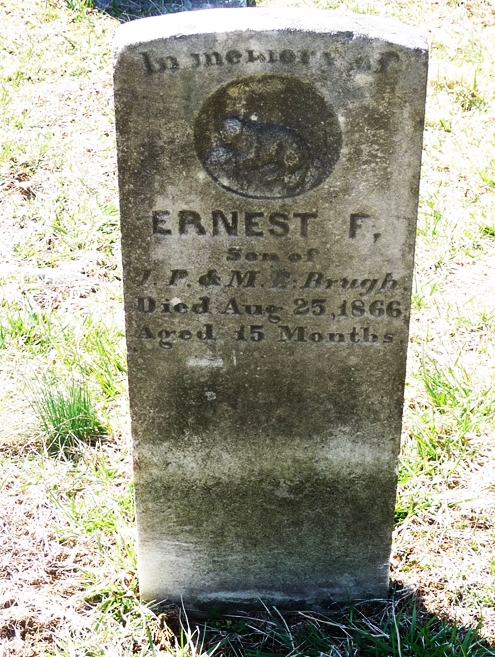 In memory of
ERNEST F,
Son of
J. P. & M. E. Brugh.
Died Aug 25, 1866,
Aged 15 Months